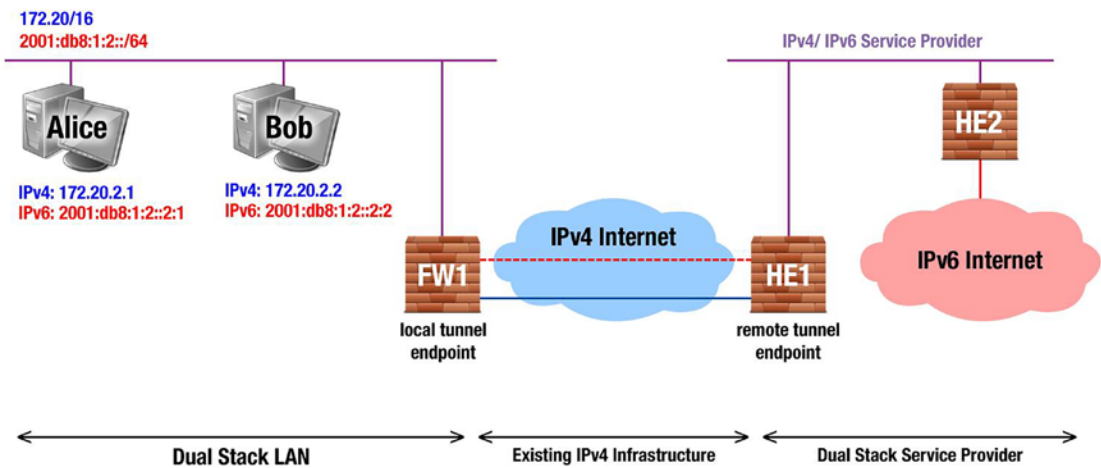 172.20/16
2001:db8:1:2::/64
IPv4/ IPv6 Service Provider
Alice
Bob
HE2
IPv4: 172.20.2.1
IPv6: 2001:db8:1:2::2:1
IPv4: 172.20.2.2
IPv6: 2001:db8:1:2::2:2
IPv4 Internet
IPv6 Internet
FW1
HE1
local tunnel
endpoint
remote tunnel
endpoint
Dual Stack LAN
Existing IPv4 Infrastructure
Dual Stack Service Provider